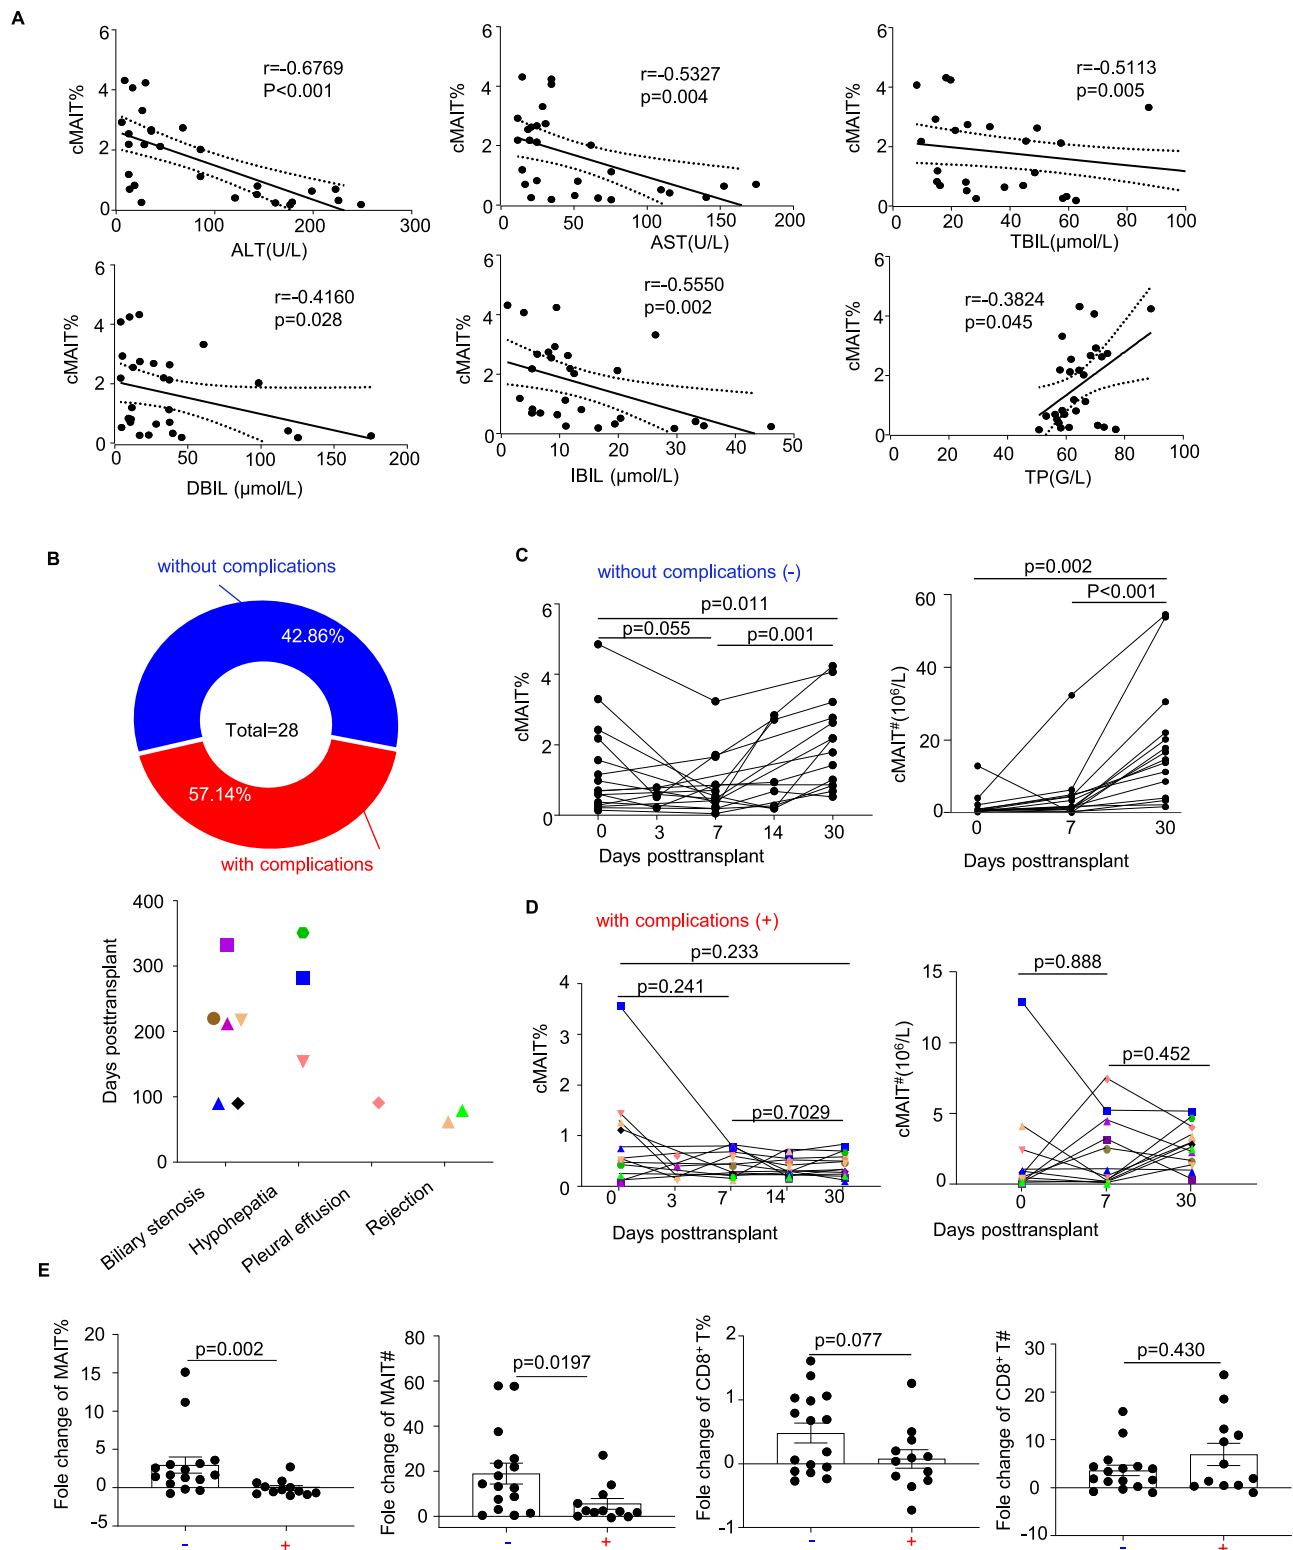 A
cMAIT%
6
4
2
0
r=-0.6769
P<0.001
0
100
200
300
ALT(U/L)
cMAIT%
6
4
2
0
r=-0.5327
p=0.004
0
50
100
150
200
AST(U/L)
cMAIT%
6
4
2
0
r=-0.5113
p=0.005
0
20
40
60
80
100
TBIL(µmol/L)
cMAIT%
6
4
2
0
r=-0.4160
p=0.028
0
50
100
150
200
DBIL (µmol/L)
cMAIT%
6
4
2
0
r=-0.5550
p=0.002
0
10
20
30
40
50
IBIL (µmol/L)
cMAIT%
6
4
2
0
r=-0.3824
p=0.045
0
20
40
60
80
100
TP(G/L)
B
without complications
42.86%
Total=28
57.14%
with complications
Days posttransplant
400
300
200
100
0
Biliary stenosis
Hypohepatia
Pleural effusion
Rejection
C
without complications (-)
cMAIT%
6
4
2
0
p=0.011
p=0.055
p=0.001
0
3
7
14
30
Days posttransplant
cMAIT#(10⁶/L)
60
40
20
0
p=0.002
P<0.001
0
7
30
Days posttransplant
D
with complications (+)
cMAIT%
4
3
2
1
0
p=0.233
p=0.241
p=0.7029
0
3
7
14
30
Days posttransplant
cMAIT#(10⁶/L)
15
10
5
0
p=0.888
p=0.452
0
7
30
Days posttransplant
E
Fole change of MAIT%
20
15
10
5
0
-5
p=0.002
-
+
Fole change of MAIT#
80
60
40
20
0
p=0.0197
-
+
Fole change of CD8⁺ T%
2
1
0
-1
p=0.077
-
+
Fole change of CD8⁺ T#
30
20
10
0
-10
p=0.430
-
+